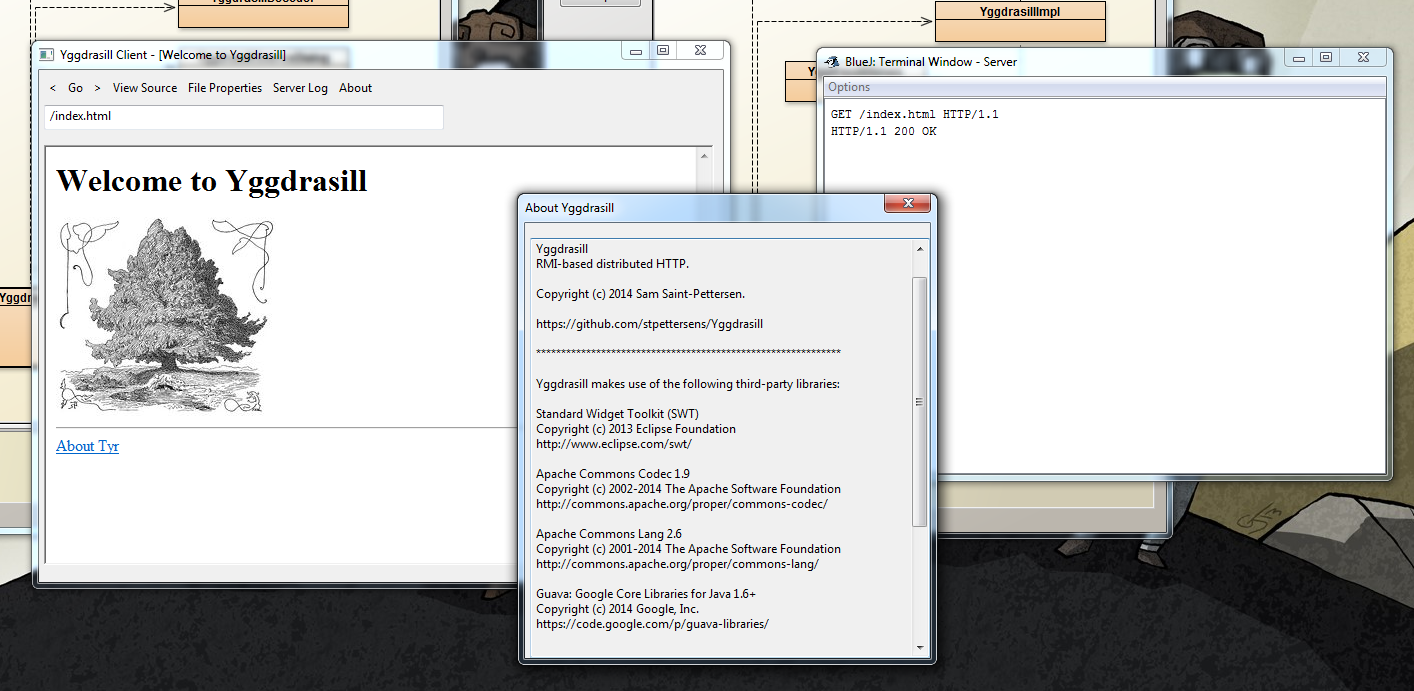 YggdrasillImpl
Yggdrasill Client - [Welcome to Yggdrasill]
< Go > View Source File Properties Server Log About
/index.html
Welcome to Yggdrasill
About Tyr
BlueJ: Terminal Window - Server
Options
GET /index.html HTTP/1.1
HTTP/1.1 200 OK
About Yggdrasill
Yggdrasill
RMI-based distributed HTTP.
Copyright (c) 2014 Sam Saint-Pettersen.
https://github.com/stpettersens/Yggdrasill
*************************************************************
Yggdrasill makes use of the following third-party libraries:
Standard Widget Toolkit (SWT)
Copyright (c) 2013 Eclipse Foundation
http://www.eclipse.com/swt/
Apache Commons Codec 1.9
Copyright (c) 2002-2014 The Apache Software Foundation
http://commons.apache.org/proper/commons-codec/
Apache Commons Lang 2.6
Copyright (c) 2001-2014 The Apache Software Foundation
http://commons.apache.org/proper/commons-lang/
Guava: Google Core Libraries for Java 1.6+
Copyright (c) 2014 Google, Inc.
https://code.google.com/p/guava-libraries/